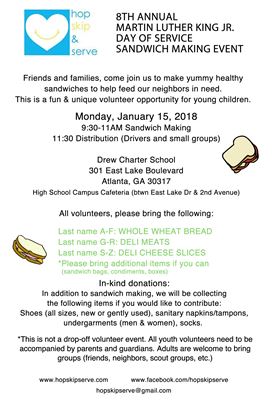 hop
skip
&
serve
8TH ANNUAL
MARTIN LUTHER KING JR.
DAY OF SERVICE
SANDWICH MAKING EVENT
Friends and families, come join us to make yummy healthy
sandwiches to help feed our neighbors in need.
This is a fun & unique volunteer opportunity for young children.
Monday, January 15, 2018
9:30-11AM Sandwich Making
11:30 Distribution (Drivers and small groups)
Drew Charter School
301 East Lake Boulevard
Atlanta, GA 30317
High School Campus Cafeteria (btwn East Lake Dr & 2nd Avenue)
All volunteers, please bring the following:
Last name A-F: WHOLE WHEAT BREAD
Last name G-R: DELI MEATS
Last name S-Z: DELI CHEESE SLICES
*Please bring additional items if you can
(sandwich bags, condiments, boxes)
In-kind donations:
In addition to sandwich making, we will be collecting
the following items if you would like to contribute:
Shoes (all sizes, new or gently used), sanitary napkins/tampons,
undergarments (men & women), socks.
*This is not a drop-off volunteer event. All youth volunteers need to be
accompanied by parents and guardians. Adults are welcome to bring
groups (friends, neighbors, scout groups, etc.)
www.hopskipserve.com www.facebook.com/hopskipserve
hopskipserve@gmail.com